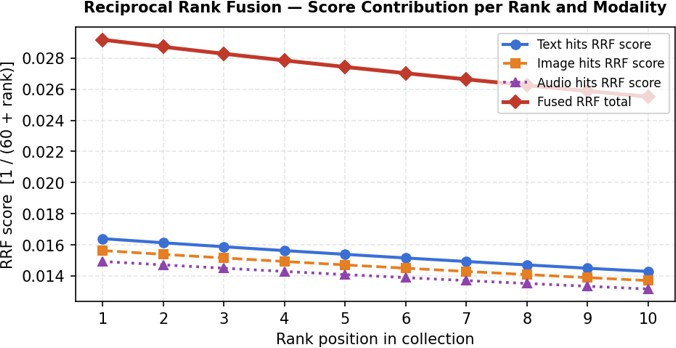 Reciprocal Rank Fusion — Score Contribution per Rank and Modality
RRF score [1 / (60 + rank)]
0.028
0.026
0.024
0.022
0.020
0.018
0.016
0.014
Text hits RRF score
Image hits RRF score
Audio hits RRF score
Fused RRF total
1 2 3 4 5 6 7 8 9 10
Rank position in collection